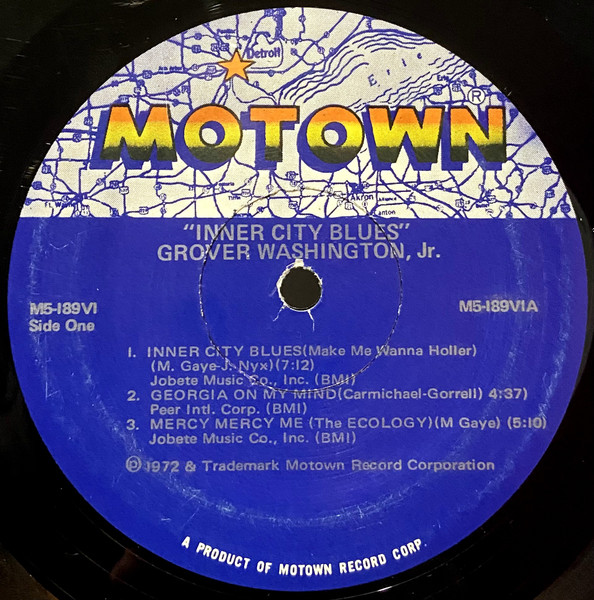 Detroit
Erie
MOTOWN®
Akron
Canton
"INNER CITY BLUES"
GROVER WASHINGTON, Jr.
M5-189V1
Side One
M5-189V1A
1. INNER CITY BLUES(Make Me Wanna Holler)
(M. Gaye-J. Nyx)(7:12)
Jobete Music Co., Inc. (BMI)
2. GEORGIA ON MY MIND(Carmichael-Gorrell) 4:37)
Peer Intl. Corp. (BMI)
3. MERCY MERCY ME (The Ecology)(M Gaye) (5:10)
Jobete Music Co., Inc. (BMI)
℗ 1972 & Trademark Motown Record Corporation
A PRODUCT OF MOTOWN RECORD CORP.